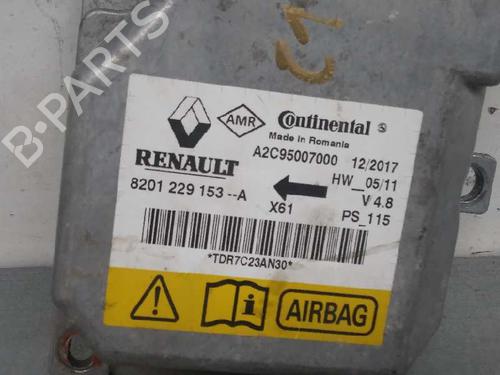 B-PARTS
AMR
Continental
Made in Romania
RENAULT
A2C95007000 12/2017
HW__05/11
8201 229 153--A
X61
V 4.8
PS_115
*TDR7C23AN30*
AIRBAG